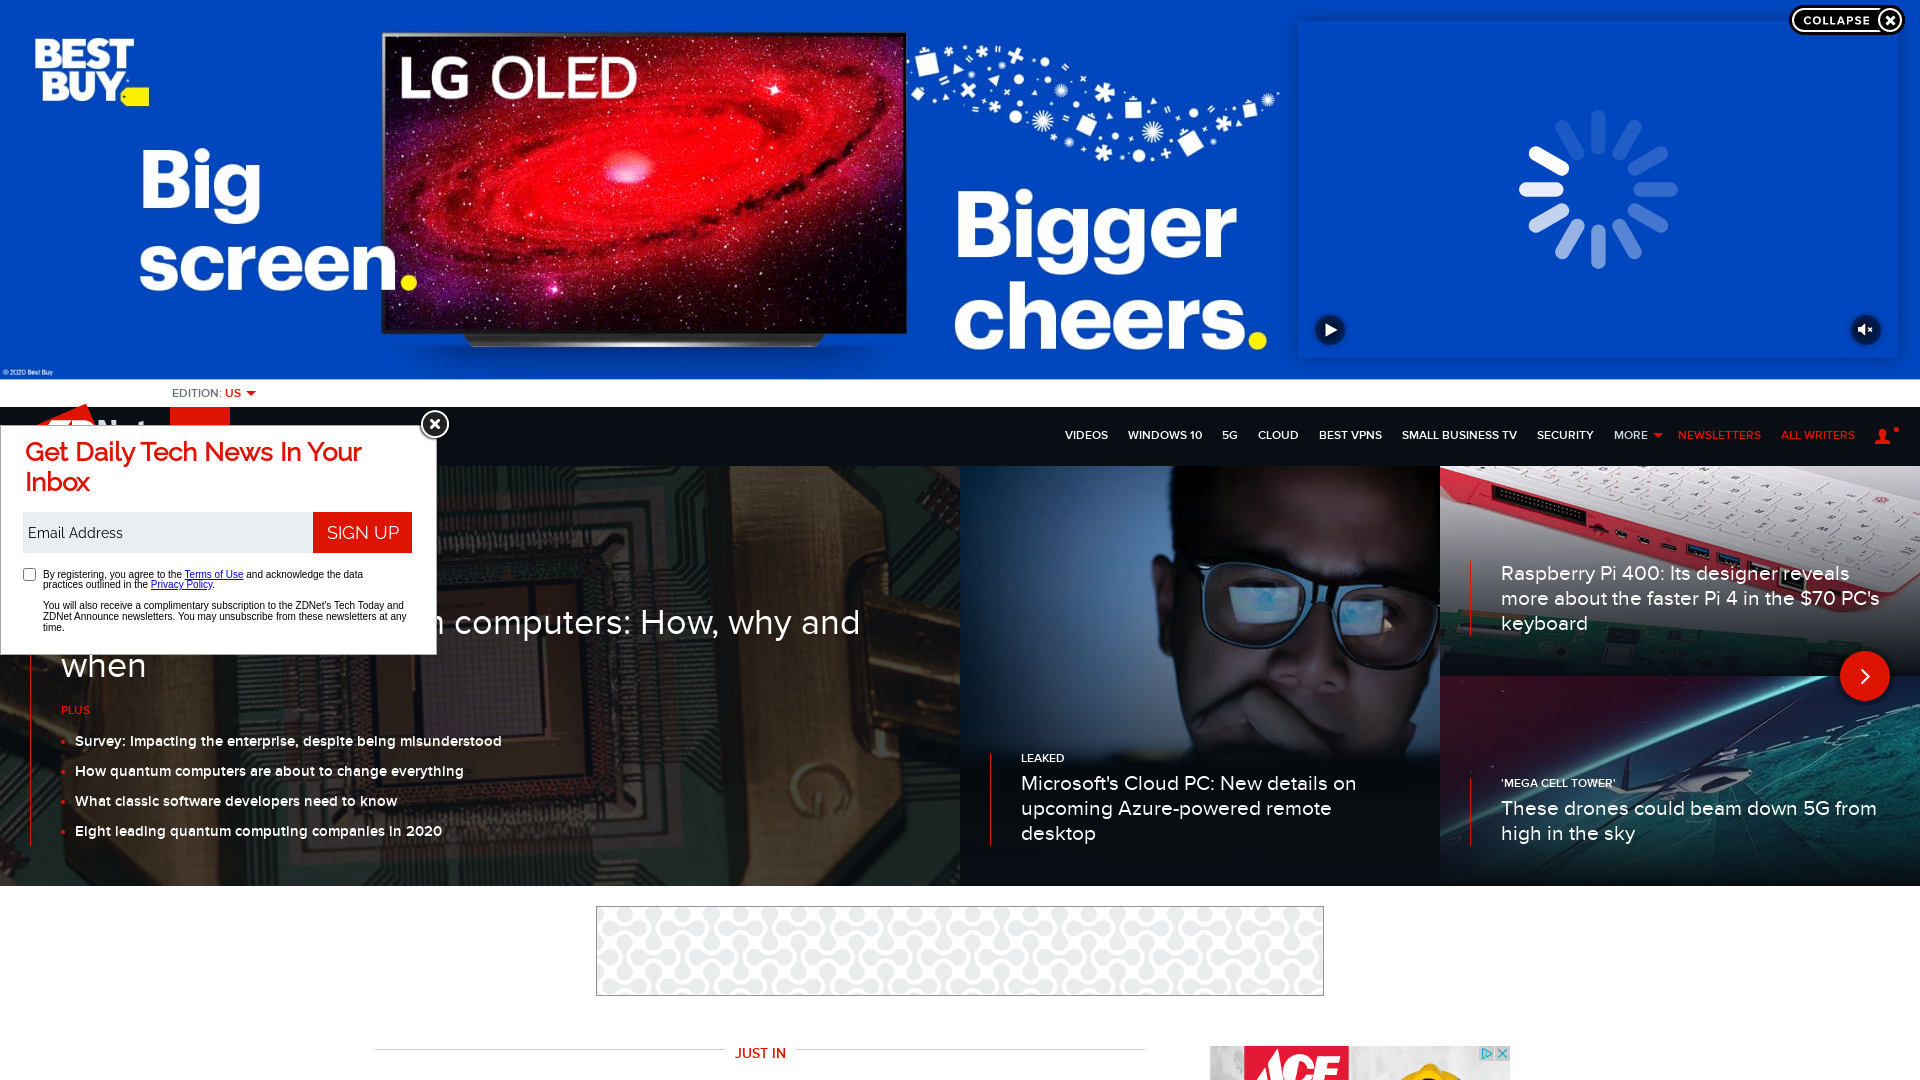 COLLAPSE
BEST
BUY
LG OLED
Big
screen.
Bigger
cheers.
© 2020 Best Buy
EDITION: US
VIDEOS WINDOWS 10 5G CLOUD BEST VPNS SMALL BUSINESS TV SECURITY MORE NEWSLETTERS ALL WRITERS
Get Daily Tech News In Your
Inbox
Email Address SIGN UP
By registering, you agree to the Terms of Use and acknowledge the data
practices outlined in the Privacy Policy.
You will also receive a complimentary subscription to the ZDNet's Tech Today and
ZDNet Announce newsletters. You may unsubscribe from these newsletters at any
time.
computers: How, why and
when
PLUS
Survey: Impacting the enterprise, despite being misunderstood
How quantum computers are about to change everything
What classic software developers need to know
Eight leading quantum computing companies in 2020
LEAKED
Microsoft's Cloud PC: New details on
upcoming Azure-powered remote
desktop
Raspberry Pi 400: Its designer reveals
more about the faster Pi 4 in the $70 PC's
keyboard
'MEGA CELL TOWER'
These drones could beam down 5G from
high in the sky
JUST IN
ACE